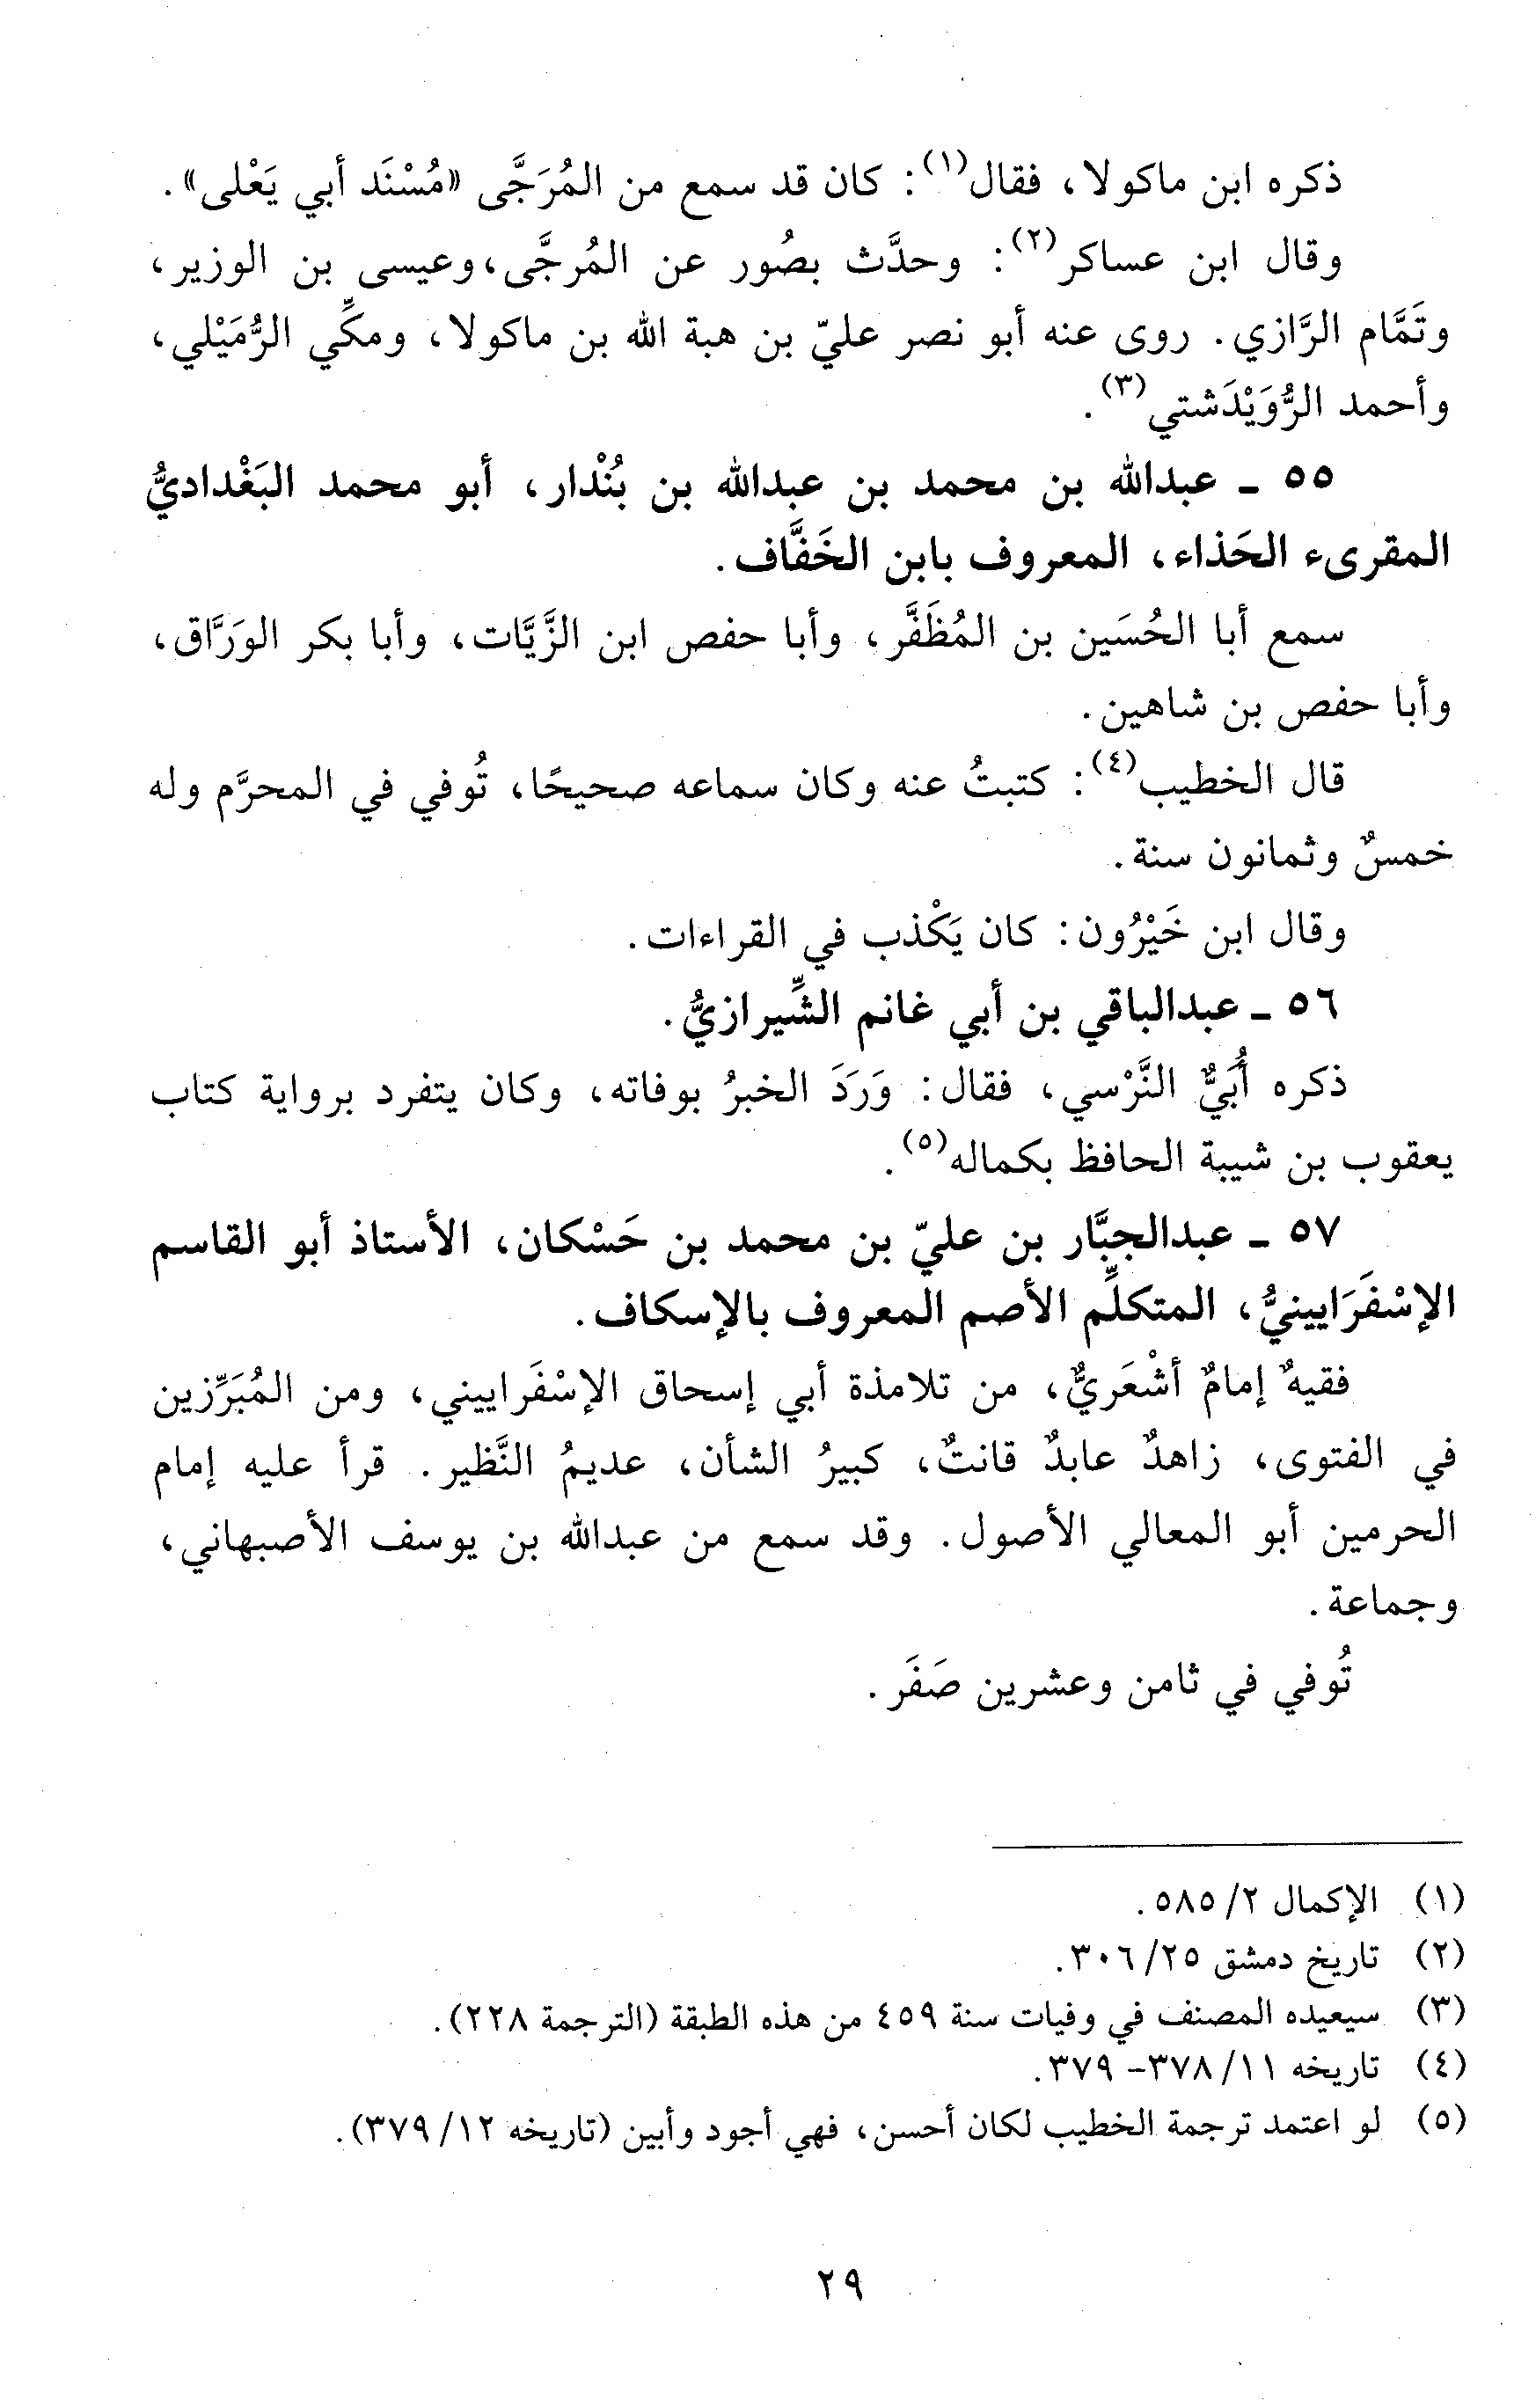 ذكره ابن ماكولا، فقال(١): كان قد سمع من المُرَجَّى «مُسْنَد أبي يَعْلى».
وقال ابن عساكر(٢): وحدَّث بصُور عن المُرجَّى، وعيسى بن الوزير،
وتَمَّام الرَّازي. روى عنه أبو نصر عليّ بن هبة الله بن ماكولا، ومكِّي الرُّمَيْلي،
وأحمد الرُّوَيْدَشتي(٣).
٥٥ ـ عبدالله بن محمد بن عبدالله بن بُنْدار، أبو محمد البَغْداديُّ
المقرىء الحَذاء، المعروف بابن الخَفَّاف.
سمع أبا الحُسَين بن المُظَفَّر، وأبا حفص ابن الزَّيَّات، وأبا بكر الورَّاق،
وأبا حفص بن شاهين.
قال الخطيب(٤): كتبتُ عنه وكان سماعه صحيحًا، تُوفي في المحرَّم وله
خمسٌ وثمانون سنة.
وقال ابن خَيْرُون: كان يَكْذب في القراءات.
٥٦ ـ عبدالباقي بن أبي غانم الشِّيرازيُّ.
ذكره أُبَيٌّ النَّرْسي، فقال: وَرَدَ الخبرُ بوفاته، وكان يتفرد برواية كتاب
يعقوب بن شيبة الحافظ بكماله(٥).
٥٧ ـ عبدالجبَّار بن عليّ بن محمد بن حَسْكان، الأستاذ أبو القاسم
الإسْفَرَايينيُّ، المتكلِّم الأصم المعروف بالإسكاف.
فقيهٌ إمامٌ أشْعَريٌّ، من تلامذة أبي إسحاق الإسْفَراييني، ومن المُبَرِّزين
في الفتوى، زاهدٌ عابدٌ قانتٌ، كبيرُ الشأن، عديمُ النَّظير. قرأ عليه إمام
الحرمين أبو المعالي الأصول. وقد سمع من عبدالله بن يوسف الأصبهاني،
وجماعة.
تُوفي في ثامن وعشرين صَفَر.
(١) الإكمال ٢/ ٥٨٥.
(٢) تاريخ دمشق ٢٥/ ٣٠٦.
(٣) سيعيده المصنف في وفيات سنة ٤٥٩ من هذه الطبقة (الترجمة ٢٢٨).
(٤) تاريخه ١١/ ٣٧٨- ٣٧٩.
(٥) لو اعتمد ترجمة الخطيب لكان أحسن، فهي أجود وأبين (تاريخه ١٢/ ٣٧٩).
٢٩